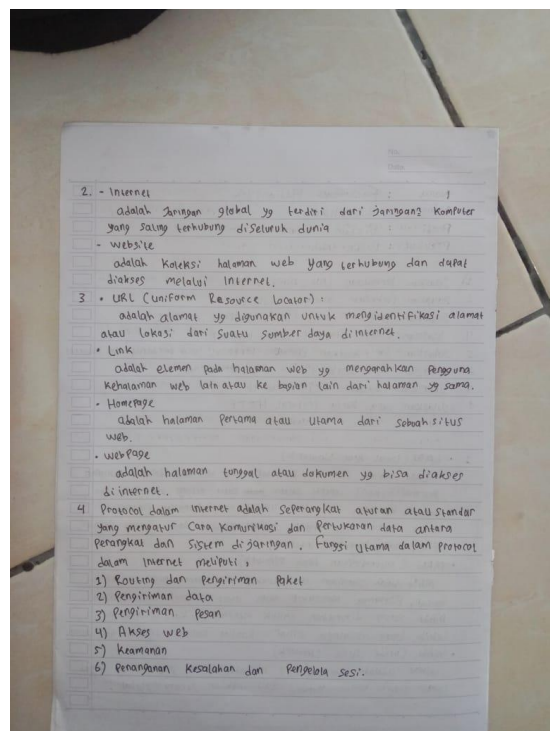 2. - Internet
adalah Jaringan global yg terdiri dari jaringan2 komputer
yang saling terhubung diseluruh dunia
- website
adalah koleksi halaman web yang terhubung dan dapat
diakses melalui Internet.
3 • URL (Uniform Resource locator) :
adalah alamat yg digunakan untuk mengidentifikasi alamat
atau lokasi dari suatu sumber daya diinternet.
• Link
adalah elemen pada halaman web yg mengarahkan Pengguna
kehalaman web lain atau ke bagian lain dari halaman yg sama.
• Homepage
adalah halaman Pertama atau utama dari sebuah situs
web.
• webpage
adalah halaman tunggal atau dokumen yg bisa diakses
di internet.
4 Protocol dalam internet adalah seperangkat aturan atau standar
yang mengatur cara komunikasi dan Pertukaran data antara
Perangkat dan sistem di jaringan. Fungsi utama dalam protocol
dalam Internet meliputi :
1) Routing dan Pengiriman Paket
2) Pengiriman data
3) Pengiriman Pesan
4) Akses web
5) Keamanan
6) Penanganan Kesalahan dan Pengelola sesi.